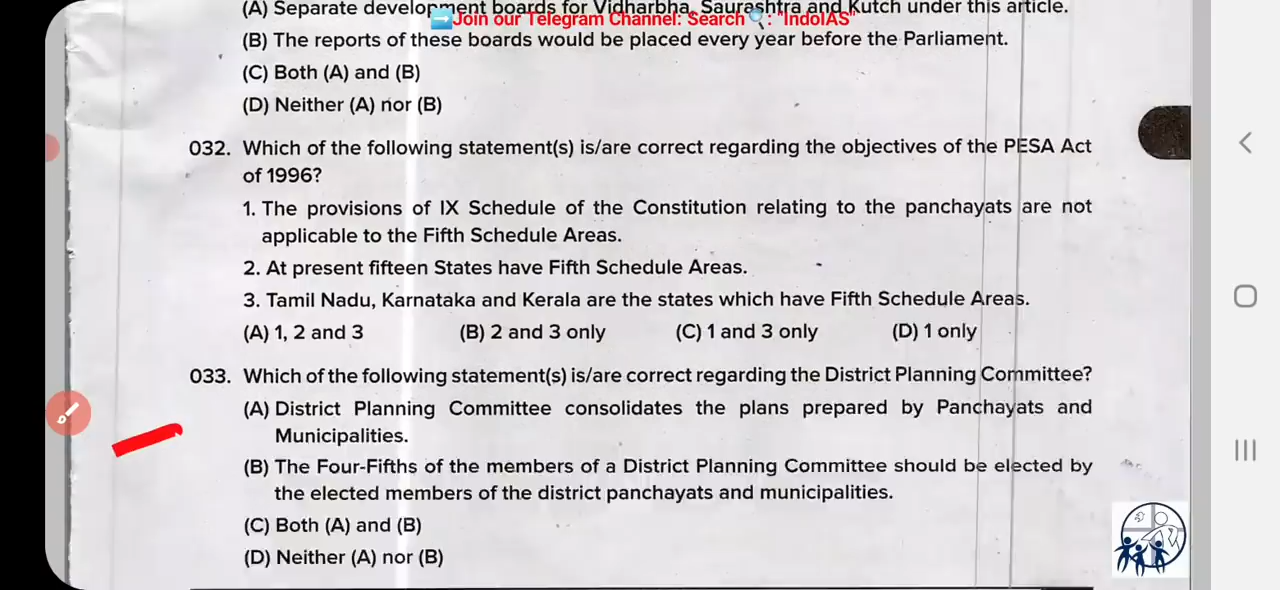 (A) Separate development boards for Vidharbha, Saurashtra and Kutch under this article.
➡️Join our Telegram Channel: Search🔍: "IndoIAS"
(B) The reports of these boards would be placed every year before the Parliament.
(C) Both (A) and (B)
(D) Neither (A) nor (B)
032. Which of the following statement(s) is/are correct regarding the objectives of the PESA Act
of 1996?
1. The provisions of IX Schedule of the Constitution relating to the panchayats are not
applicable to the Fifth Schedule Areas.
2. At present fifteen States have Fifth Schedule Areas.
3. Tamil Nadu, Karnataka and Kerala are the states which have Fifth Schedule Areas.
(A) 1, 2 and 3 (B) 2 and 3 only (C) 1 and 3 only (D) 1 only
033. Which of the following statement(s) is/are correct regarding the District Planning Committee?
(A) District Planning Committee consolidates the plans prepared by Panchayats and
Municipalities.
(B) The Four-Fifths of the members of a District Planning Committee should be elected by
the elected members of the district panchayats and municipalities.
(C) Both (A) and (B)
(D) Neither (A) nor (B)